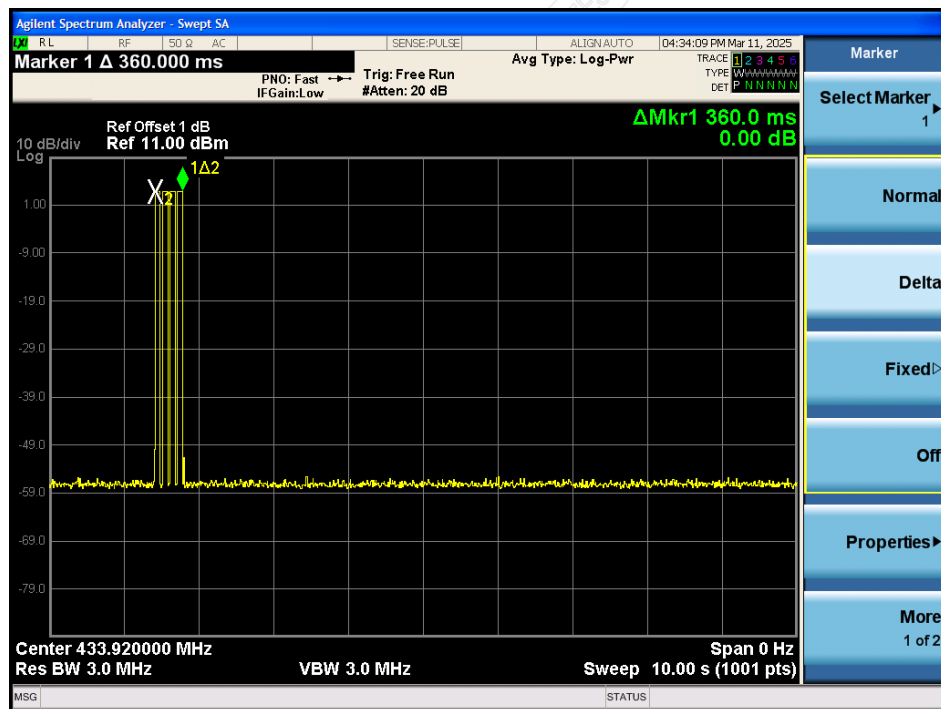 Agilent Spectrum Analyzer - Swept SA
LXI RL RF 50 Ω AC SENSE:PULSE ALIGN AUTO 04:34:09 PM Mar 11, 2025
Marker 1 Δ 360.000 ms
PNO: Fast
IFGain:Low
Trig: Free Run
#Atten: 20 dB
Avg Type: Log-Pwr
TRACE 1 2 3 4 5 6
TYPE WWWWWW
DET P N N N N N
ΔMkr1 360.0 ms
0.00 dB
Ref Offset 1 dB
10 dB/div Ref 11.00 dBm
Log
1Δ2
2
1.00
-9.00
-19.0
-29.0
-39.0
-49.0
-59.0
-69.0
-79.0
Center 433.920000 MHz Span 0 Hz
Res BW 3.0 MHz VBW 3.0 MHz Sweep 10.00 s (1001 pts)
MSG STATUS
Marker
Select Marker
1
Normal
Delta
Fixed
Off
Properties
More
1 of 2